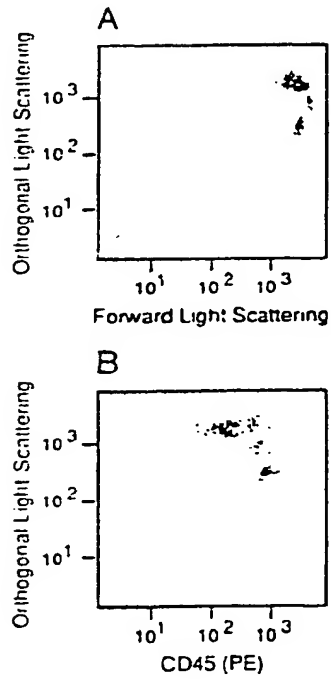 A
Orthogonal Light Scattering
10³
10²
10¹
10¹ 10² 10³
Forward Light Scattering
B
Orthogonal Light Scattering
10³
10²
10¹
10¹ 10² 10³
CD45 (PE)